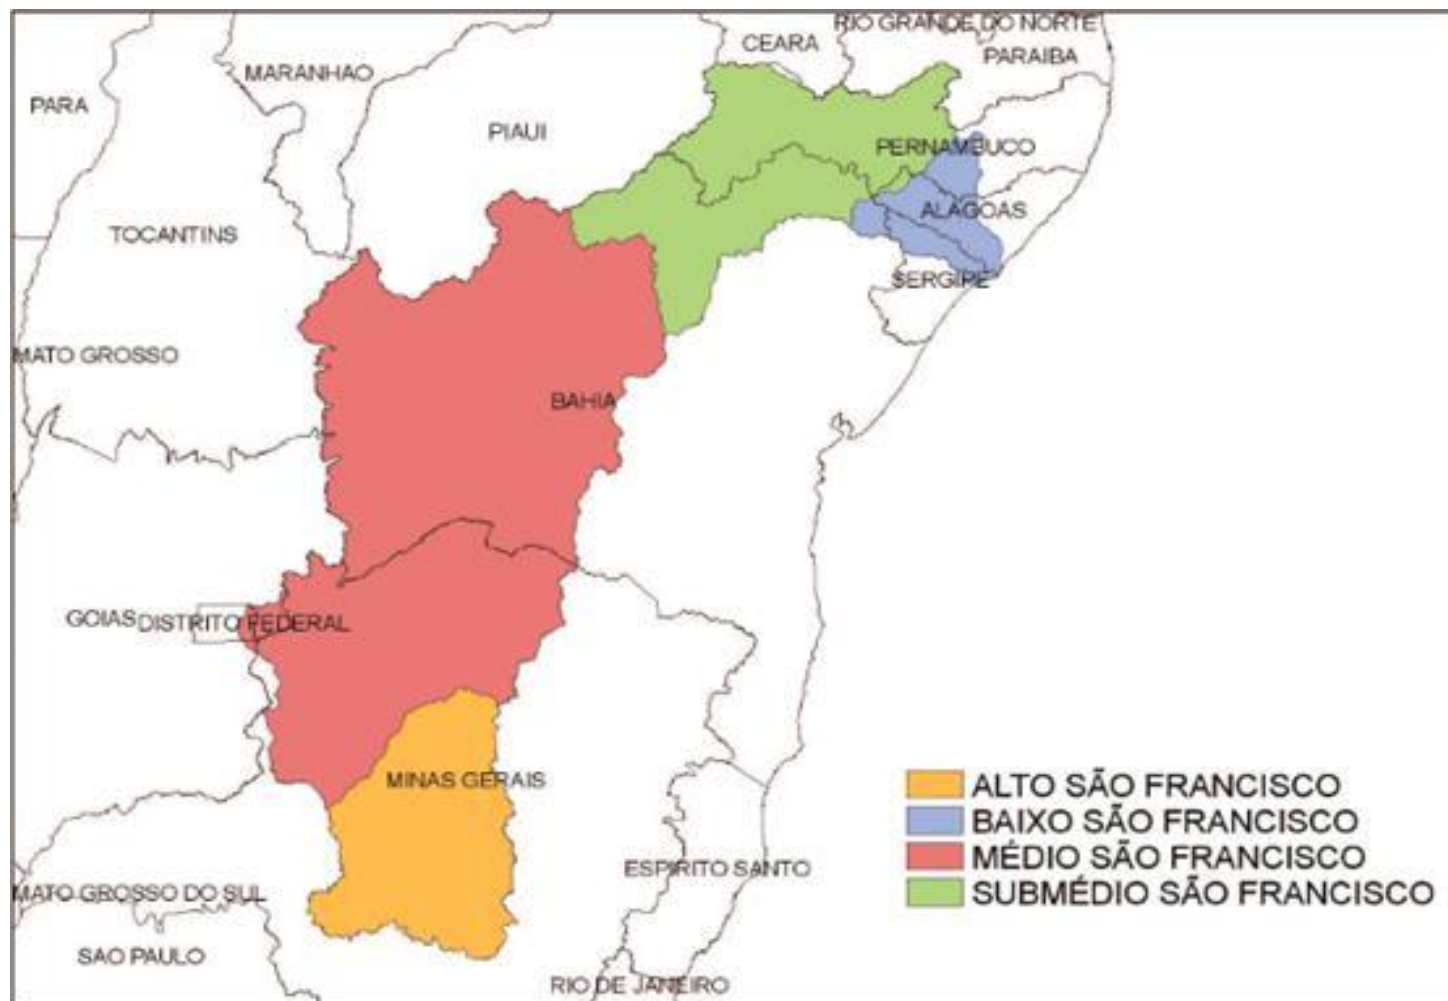 RIO GRANDE DO NORTE
CEARA
PARAIBA
MARANHAO
PARA
PIAUI
PERNAMBUCO
ALAGOAS
TOCANTINS
SERGIPE
MATO GROSSO
BAHIA
GOIAS
DISTRITO FEDERAL
MINAS GERAIS
ALTO SÃO FRANCISCO
BAIXO SÃO FRANCISCO
MÉDIO SÃO FRANCISCO
SUBMÉDIO SÃO FRANCISCO
ESPIRITO SANTO
MATO GROSSO DO SUL
SAO PAULO
RIO DE JANEIRO